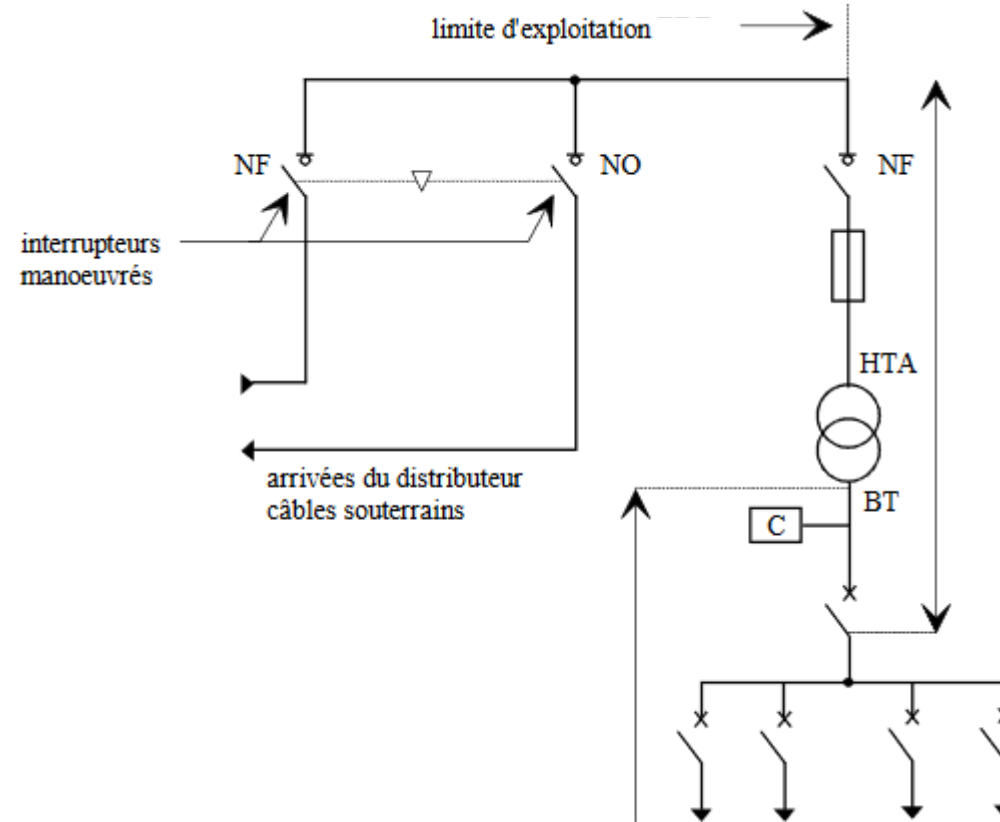 limite d'exploitation
NF
NO
NF
interrupteurs
manoeuvrés
HTA
arrivées du distributeur
câbles souterrains
BT
C